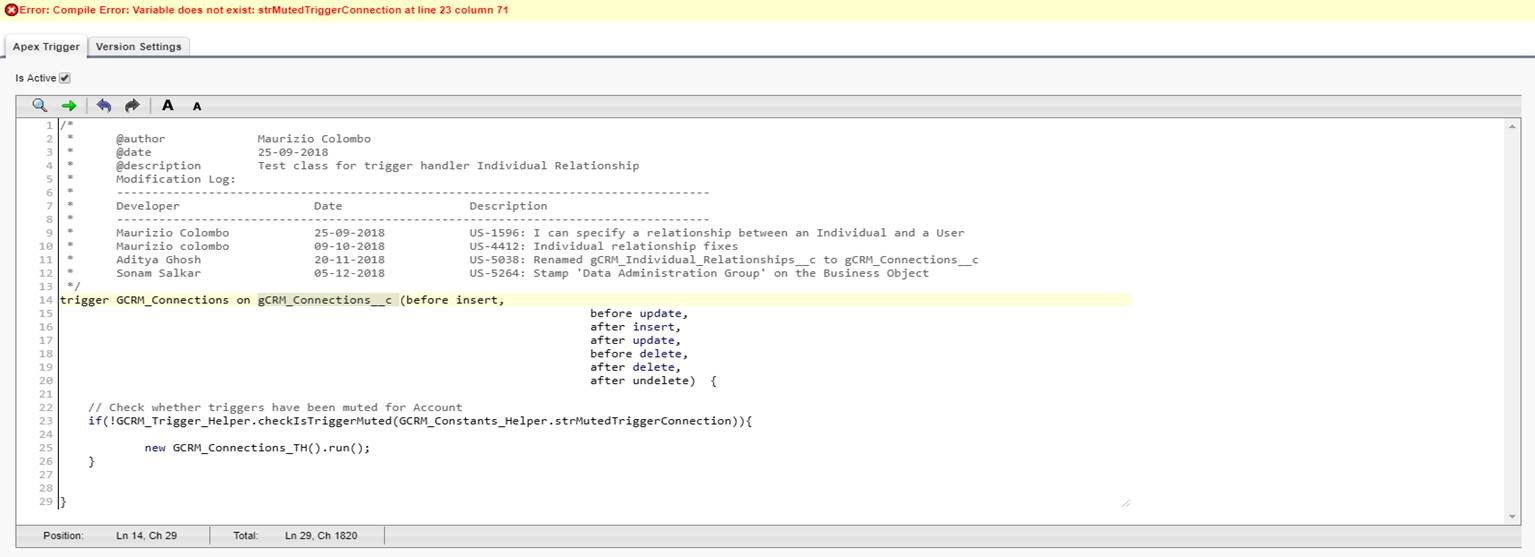 Error: Compile Error: Variable does not exist: strMutedTriggerConnection at line 23 column 71
Apex Trigger Version Settings
Is Active
A A
1 /*
2 * @author Maurizio Colombo
3 * @date 25-09-2018
4 * @description Test class for trigger handler Individual Relationship
5 * Modification Log:
6 * ------------------------------------------------------------------------------------
7 * Developer Date Description
8 * ------------------------------------------------------------------------------------
9 * Maurizio Colombo 25-09-2018 US-1596: I can specify a relationship between an Individual and a User
10 * Maurizio colombo 09-10-2018 US-4412: Individual relationship fixes
11 * Aditya Ghosh 20-11-2018 US-5038: Renamed gCRM_Individual_Relationships__c to gCRM_Connections__c
12 * Sonam Salkar 05-12-2018 US-5264: Stamp 'Data Administration Group' on the Business Object
13 */
14 trigger GCRM_Connections on gCRM_Connections__c (before insert,
15 before update,
16 after insert,
17 after update,
18 before delete,
19 after delete,
20 after undelete) {
21
22 // Check whether triggers have been muted for Account
23 if(!GCRM_Trigger_Helper.checkIsTriggerMuted(GCRM_Constants_Helper.strMutedTriggerConnection)){
24
25 new GCRM_Connections_TH().run();
26 }
27
28
29 }
Position: Ln 14, Ch 29 Total: Ln 29, Ch 1820